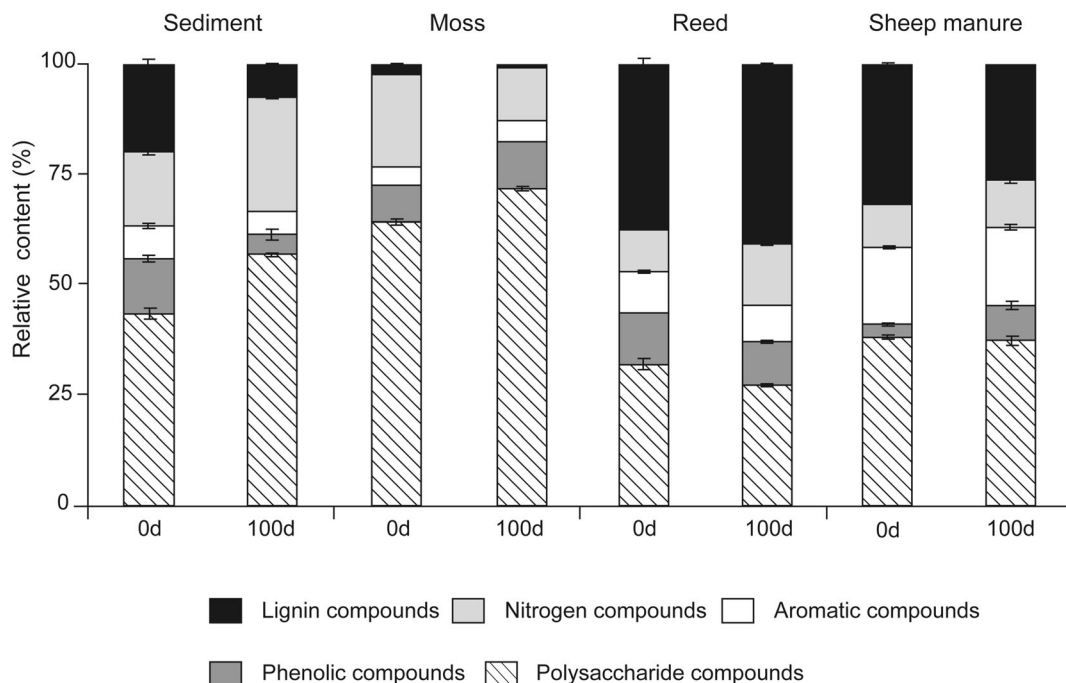 Sediment Moss Reed Sheep manure
100
75
50
25
0
Relative content (%)
0d 100d 0d 100d 0d 100d 0d 100d
Lignin compounds Nitrogen compounds Aromatic compounds
Phenolic compounds Polysaccharide compounds